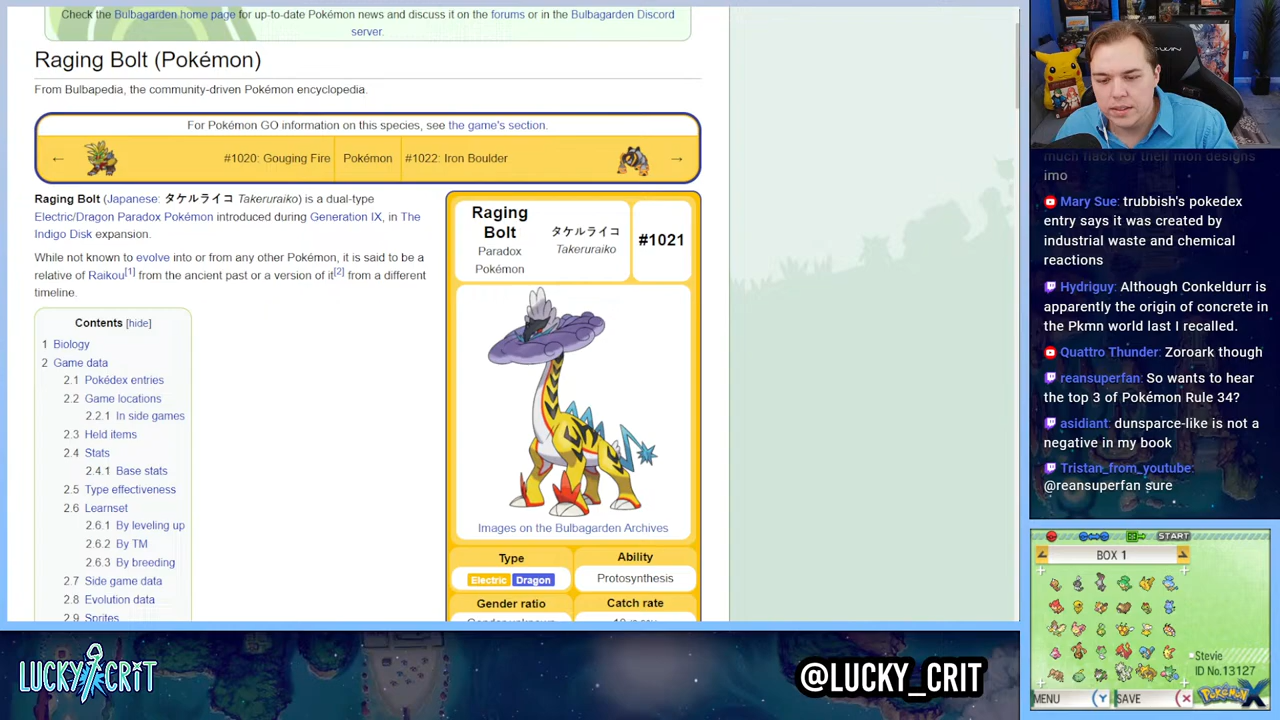 Check the Bulbagarden home page for up-to-date Pokémon news and discuss it on the forums or in the Bulbagarden Discord
server.
Raging Bolt (Pokémon)
From Bulbapedia, the community-driven Pokémon encyclopedia.
For Pokémon GO information on this species, see the game's section.
← #1020: Gouging Fire Pokémon #1022: Iron Boulder →
Raging Bolt (Japanese: タケルライコ Takeruraiko) is a dual-type
Electric/Dragon Paradox Pokémon introduced during Generation IX, in The
Indigo Disk expansion.
While not known to evolve into or from any other Pokémon, it is said to be a
relative of Raikou[1] from the ancient past or a version of it[2] from a different
timeline.
Contents [hide]
1 Biology
2 Game data
2.1 Pokédex entries
2.2 Game locations
2.2.1 In side games
2.3 Held items
2.4 Stats
2.4.1 Base stats
2.5 Type effectiveness
2.6 Learnset
2.6.1 By leveling up
2.6.2 By TM
2.6.3 By breeding
2.7 Side game data
2.8 Evolution data
2.9 Sprites
Raging
Bolt
Paradox
Pokémon
タケルライコ
Takeruraiko
#1021
Images on the Bulbagarden Archives
Type
Electric Dragon
Ability
Protosynthesis
Gender ratio
Catch rate
much flack for their mon designs
imo
Mary Sue: trubbish's pokedex
entry says it was created by
industrial waste and chemical
reactions
Hydriguy: Although Conkeldurr is
apparently the origin of concrete in
the Pkmn world last I recalled.
Quattro Thunder: Zoroark though
reansuperfan: So wants to hear
the top 3 of Pokémon Rule 34?
asidiant: dunsparce-like is not a
negative in my book
Tristan_from_youtube:
@reansuperfan sure
START
BOX 1
Stevie
ID No.13127
MENU Y SAVE X
Pokémon X
LUCKY CRIT
@LUCKY_CRIT